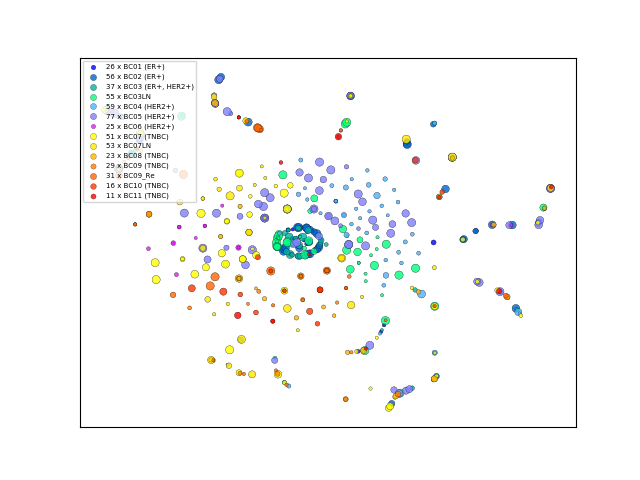 26 x BC01 (ER+)
56 x BC02 (ER+)
37 x BC03 (ER+, HER2+)
55 x BC03LN
59 x BC04 (HER2+)
77 x BC05 (HER2+)
25 x BC06 (HER2+)
51 x BC07 (TNBC)
53 x BC07LN
23 x BC08 (TNBC)
29 x BC09 (TNBC)
31 x BC09_Re
16 x BC10 (TNBC)
11 x BC11 (TNBC)